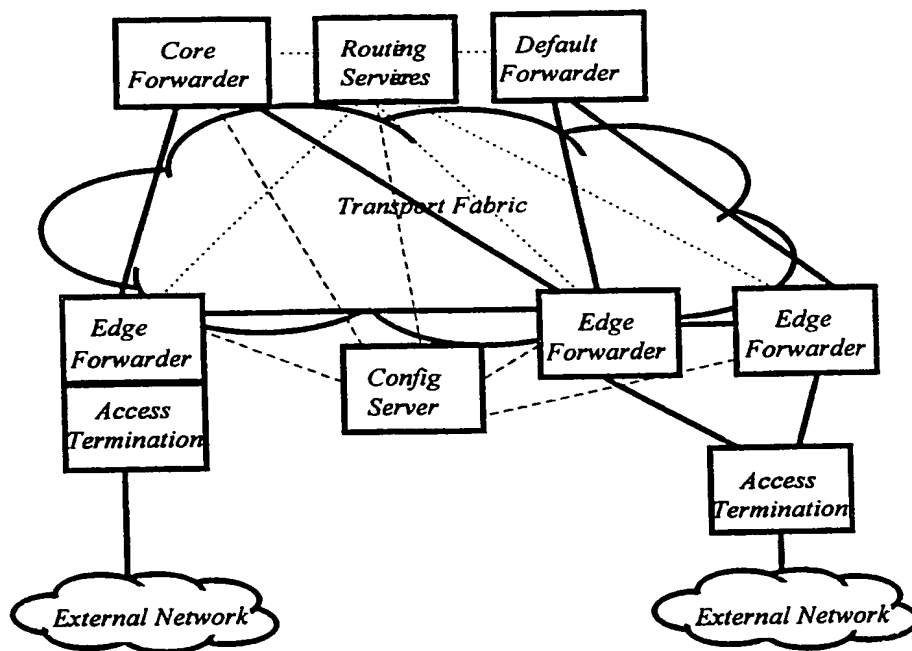 Core
Forwarder
Routing
Services
Default
Forwarder
Transport Fabric
Edge
Forwarder
Edge
Forwarder
Edge
Forwarder
Config
Server
Access
Termination
Access
Termination
External Network
External Network